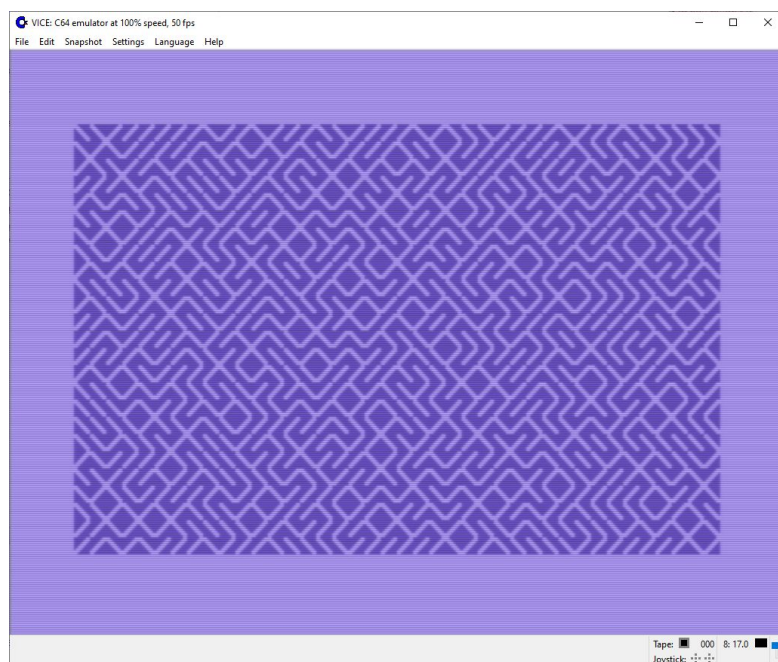 VICE: C64 emulator at 100% speed, 50 fps
File Edit Snapshot Settings Language Help
Tape: 000 8: 17.0
Joystick: